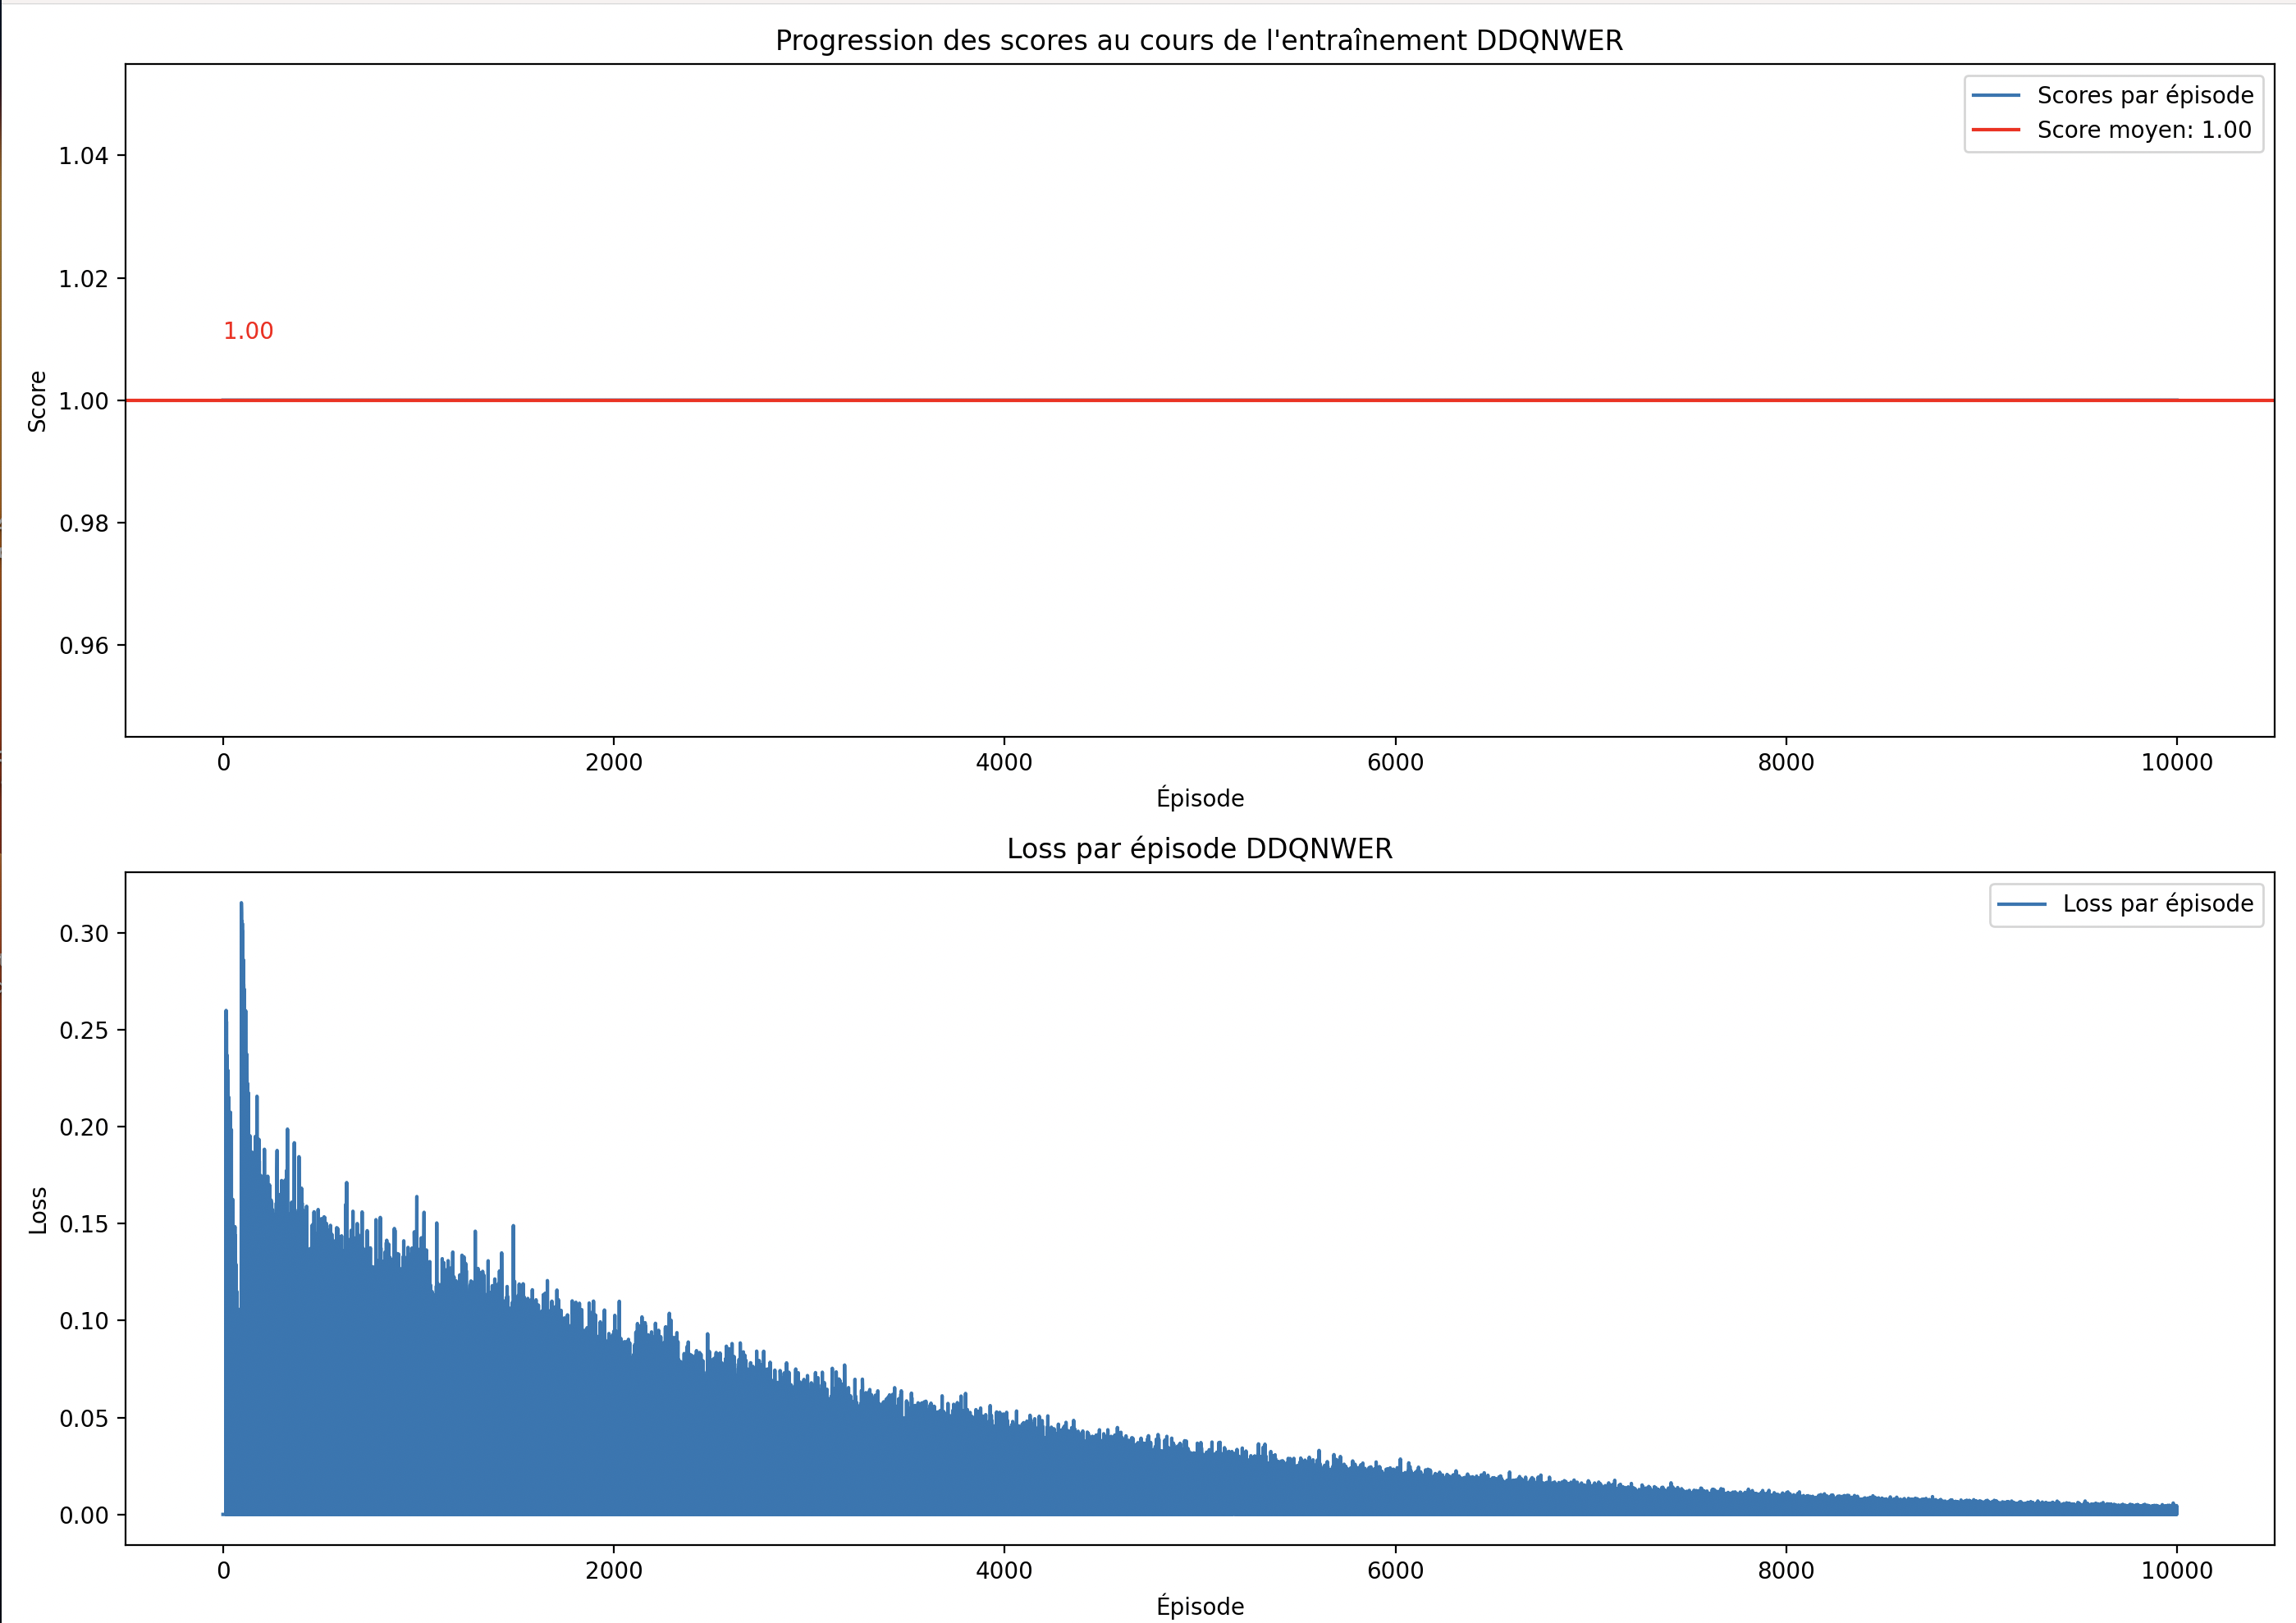 Progression des scores au cours de l'entraînement DDQNWER
Scores par épisode
Score moyen: 1.00
1.04
1.02
1.00
1.00
0.98
0.96
Score
0
2000
4000
6000
8000
10000
Épisode
Loss par épisode DDQNWER
Loss par épisode
0.30
0.25
0.20
0.15
0.10
0.05
0.00
Loss
0
2000
4000
6000
8000
10000
Épisode